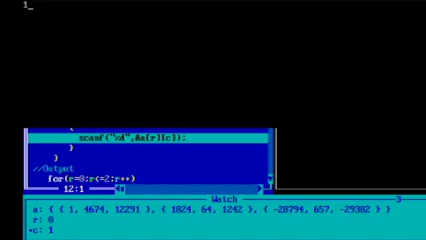 1_
{
scanf("%d",&a[r][c]);
}
}
//Output
for(r=0;r<=2;r++)
12:1
Watch 3
a: { { 1, 4674, 12291 }, { 1824, 64, 1242 }, { -28794, 657, -29382 } }
r: 0
•c: 1